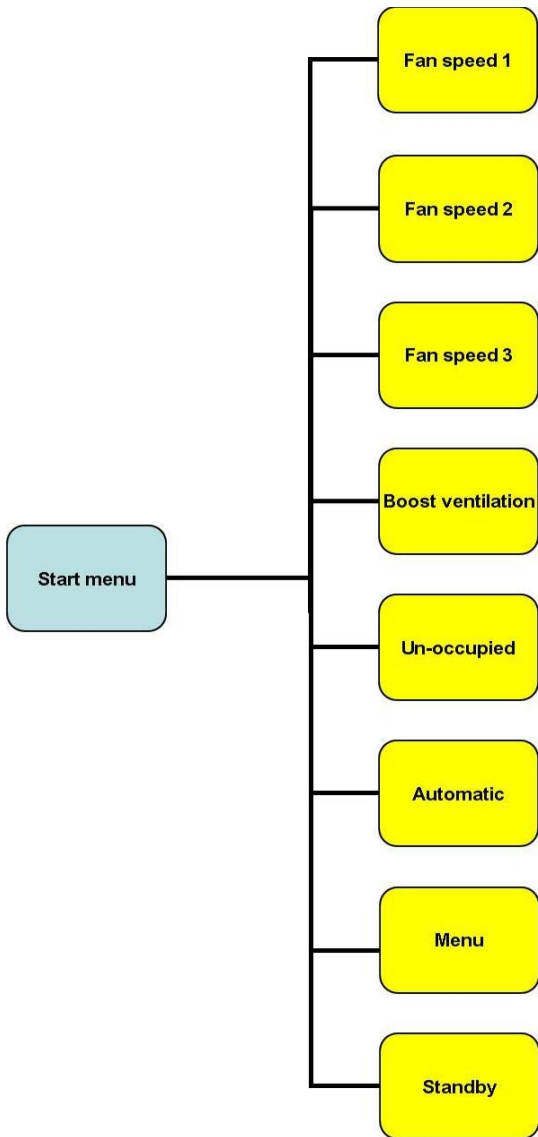 Fan speed 1
Fan speed 2
Fan speed 3
Boost ventilation
Start menu
Un-occupied
Automatic
Menu
Standby